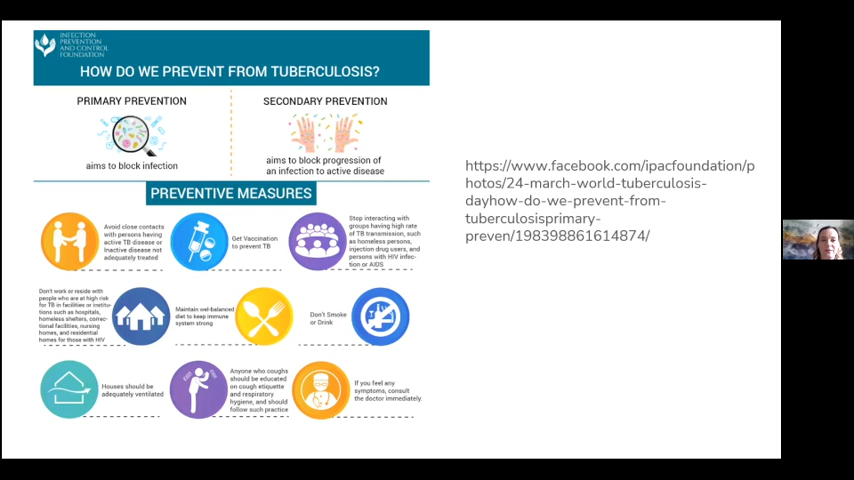 INFECTION
PREVENTION
AND CONTROL
FOUNDATION
HOW DO WE PREVENT FROM TUBERCULOSIS?
PRIMARY PREVENTION
aims to block infection
SECONDARY PREVENTION
aims to block progression of
an infection to active disease
PREVENTIVE MEASURES
Avoid close contacts
with persons having
active TB disease or
Inactive disease not
adequately treated
Get Vaccination
to prevent TB
Stop interacting with
groups having high rate
of TB transmission, such
as homeless persons,
injection drug users, and
persons with HIV infec-
tion or AIDS
Don't work or reside with
people who are at high risk
for TB in facilities or institu-
tions such as hospitals,
homeless shelters, correc-
tional facilities, nursing
homes, and residential
homes for those with HIV
Maintain well-balanced
diet to keep immune
system strong
Don't Smoke
or Drink
Houses should be
adequately ventilated
Anyone who coughs
should be educated
on cough etiquette
and respiratory
hygiene, and should
follow such practice
If you feel any
symptoms, consult
the doctor immediately.
https://www.facebook.com/ipacfoundation/p
hotos/24-march-world-tuberculosis-
dayhow-do-we-prevent-from-
tuberculosisprimary-
preven/198398861614874/